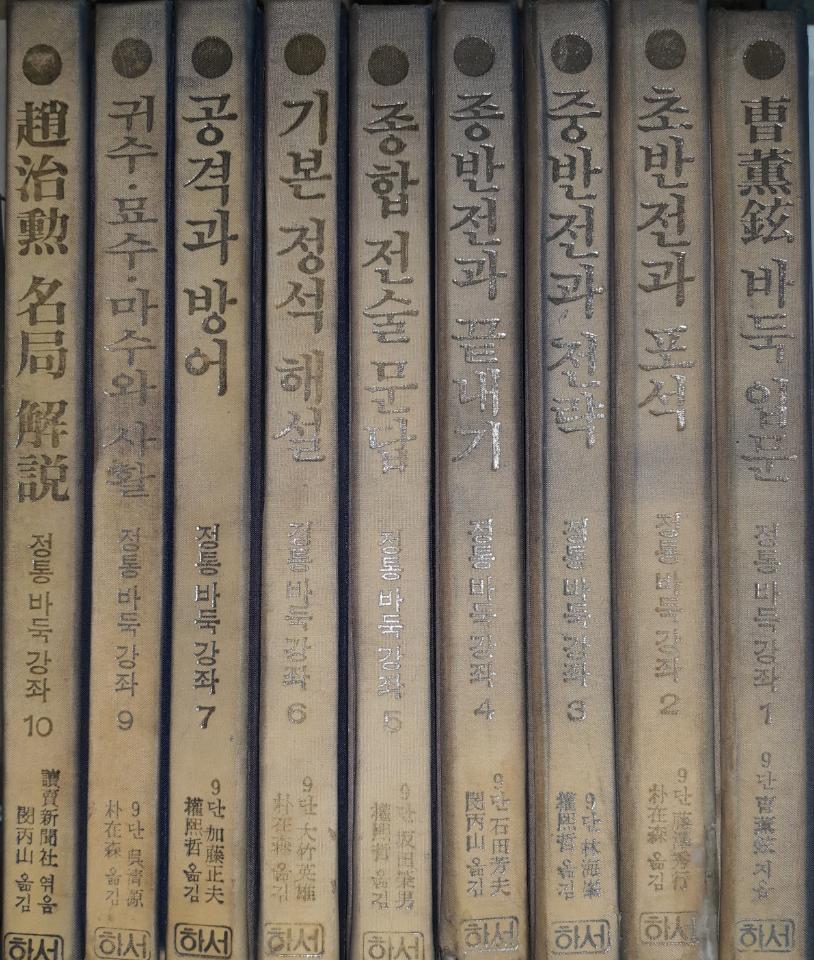 趙治勲 名局 解説
정통 바둑 강좌 10
讀賣新聞社 엮음
閔丙山 옮김
하서
귀수·묘수·마수와 사활
정통 바둑 강좌 9
9단 吳淸源
朴在森 옮김
하서
공격과 방어
정통 바둑 강좌 7
9단 加藤正夫
權熙哲 옮김
하서
기본 정석 해설
정통 바둑 강좌 6
9단 大竹英雄
朴在森 옮김
하서
종합 전술 문답
정통 바둑 강좌 5
9단 坂田榮男
權熙哲 옮김
하서
종반전과 끝내기
정통 바둑 강좌 4
9단 石田芳夫
閔丙山 옮김
하서
중반전과 전략
정통 바둑 강좌 3
9단 林海峯
權熙哲 옮김
하서
초반전과 포석
정통 바둑 강좌 2
9단 藤澤秀行
朴在森 옮김
하서
曺薰鉉 바둑 입문
정통 바둑 강좌 1
9단 曺薰鉉 지음
하서